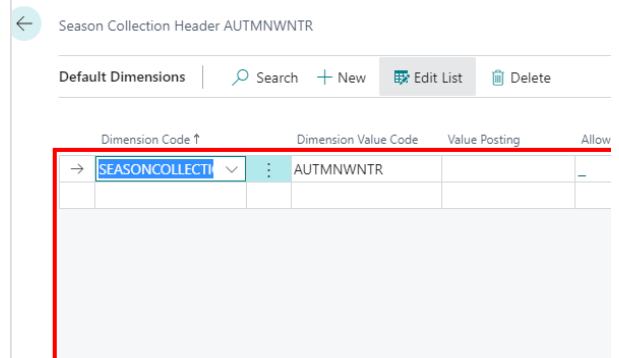 Season Collection Header AUTMNWNTR
Default Dimensions Search New Edit List Delete
Dimension Code ↑ Dimension Value Code Value Posting Allow
SEASONCOLLECTI AUTMNWNTR